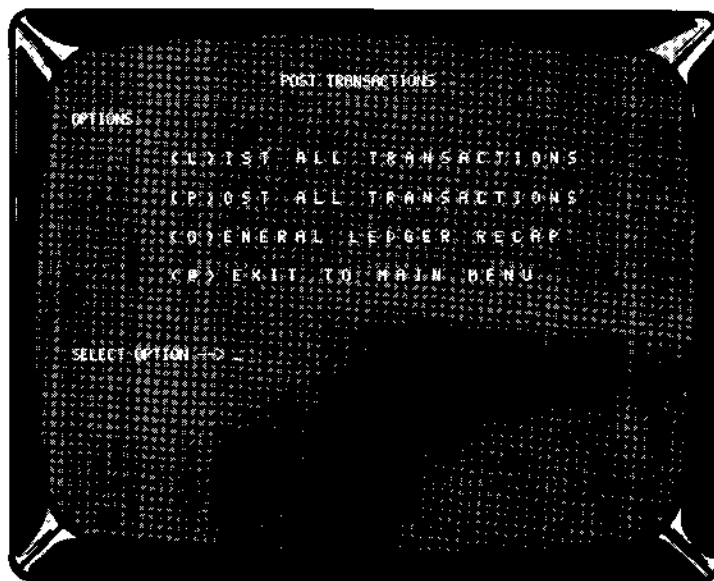 POST TRANSACTIONS
OPTIONS
(L)IST ALL TRANSACTIONS
(P)OST ALL TRANSACTIONS
(G)ENERAL LEDGER RECAP
(R) EXIT TO MAIN MENU
SELECT OPTION --> _